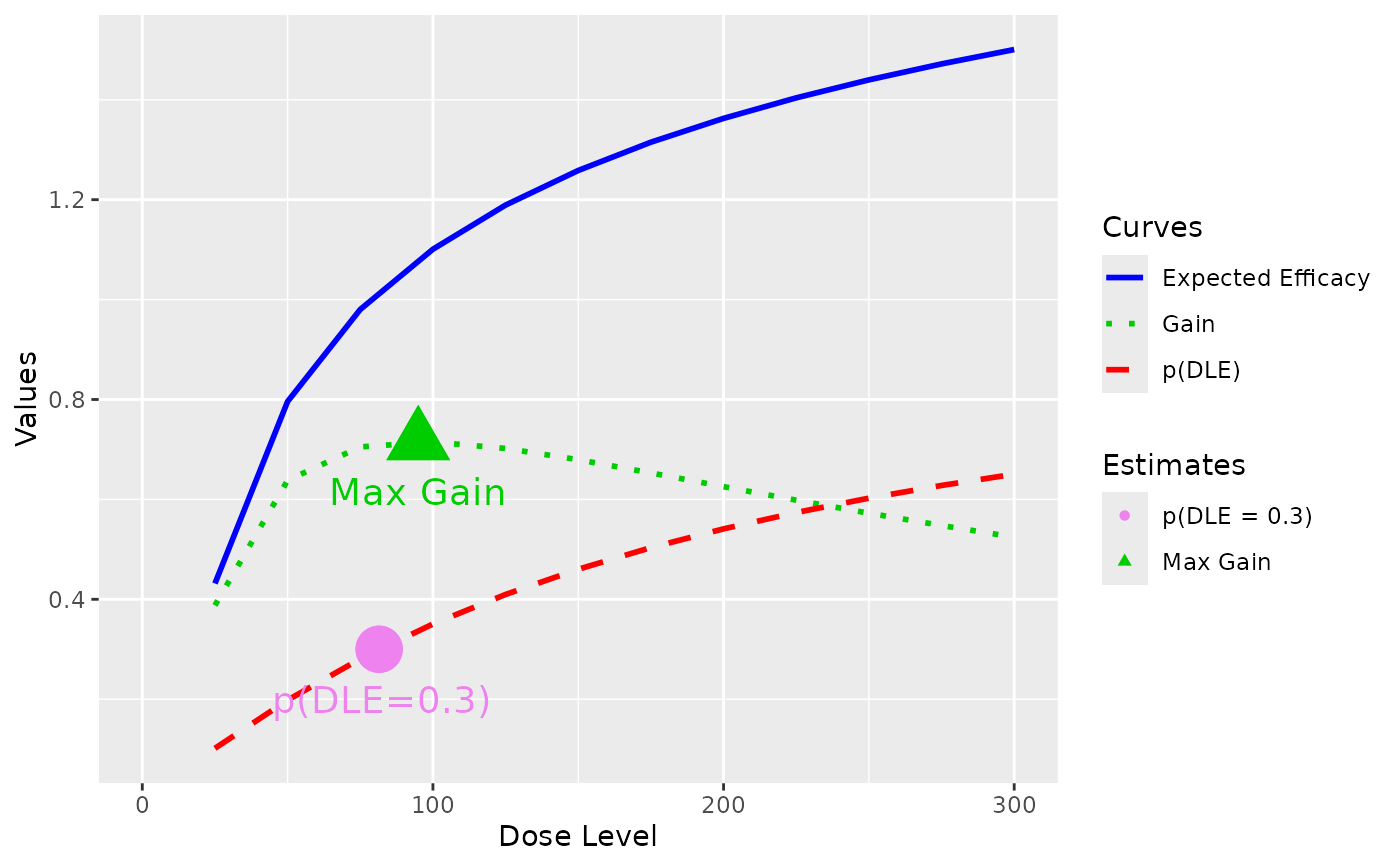 Values
1.2
0.8
0.4
Max Gain
p(DLE=0.3)
0
100
200
300
Dose Level
Curves
Expected Efficacy
Gain
p(DLE)
Estimates
p(DLE = 0.3)
Max Gain